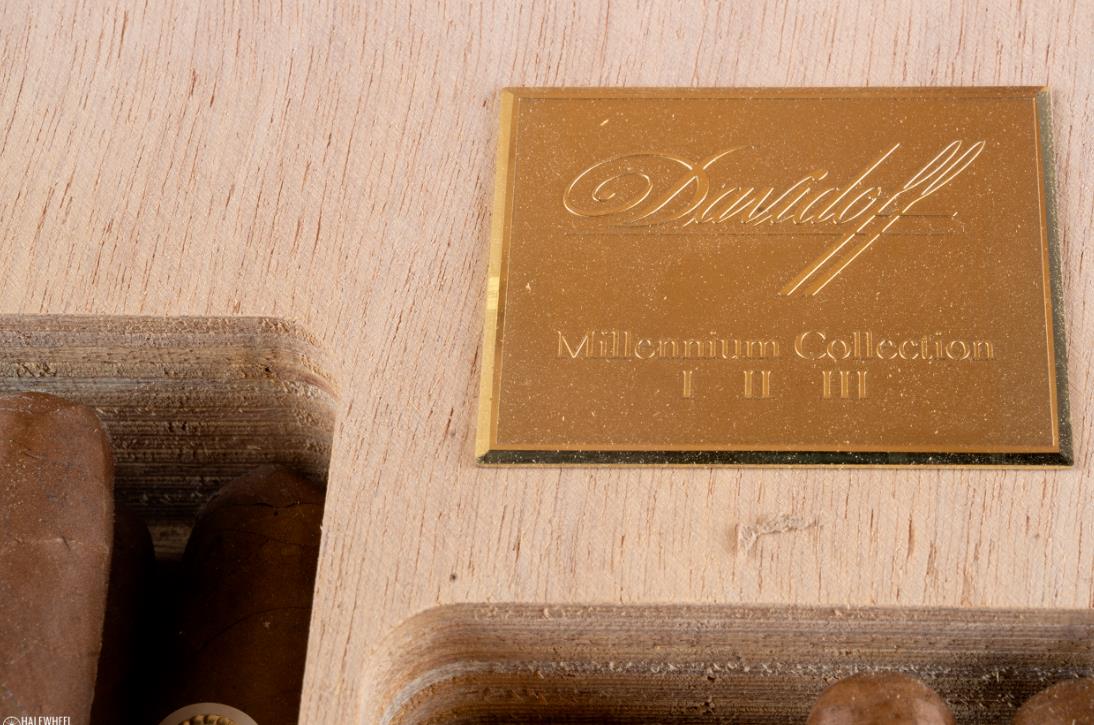 Davidoff
Millennium Collection
I II III
HALFWHEEL